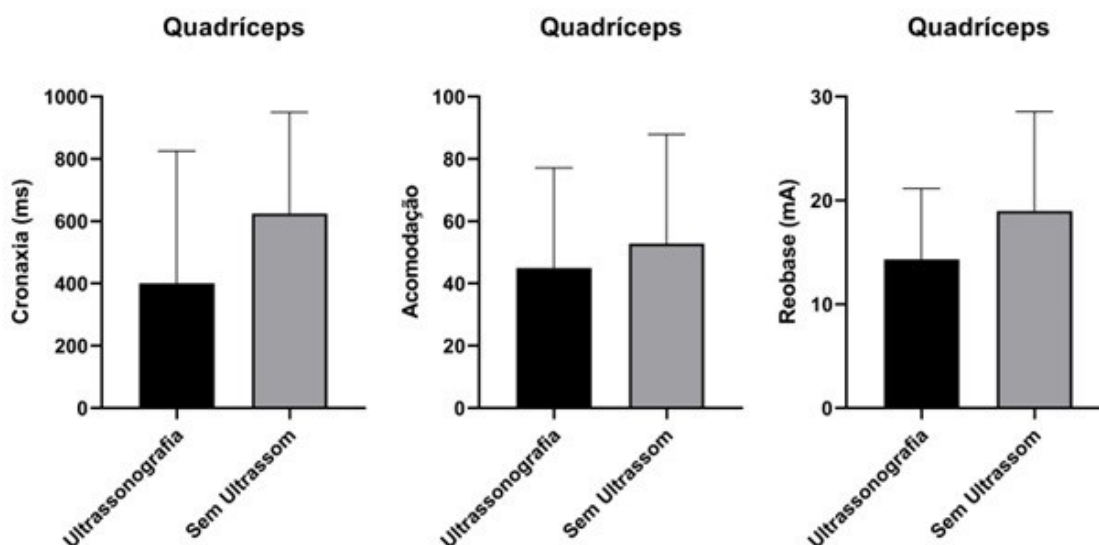 Quadríceps
Cronaxia (ms)
1000
800
600
400
200
0
Ultrassonografia
Sem Ultrassom
Quadríceps
Acomodação
100
80
60
40
20
0
Ultrassonografia
Sem Ultrassom
Quadríceps
Reobase (mA)
30
20
10
0
Ultrassonografia
Sem Ultrassom